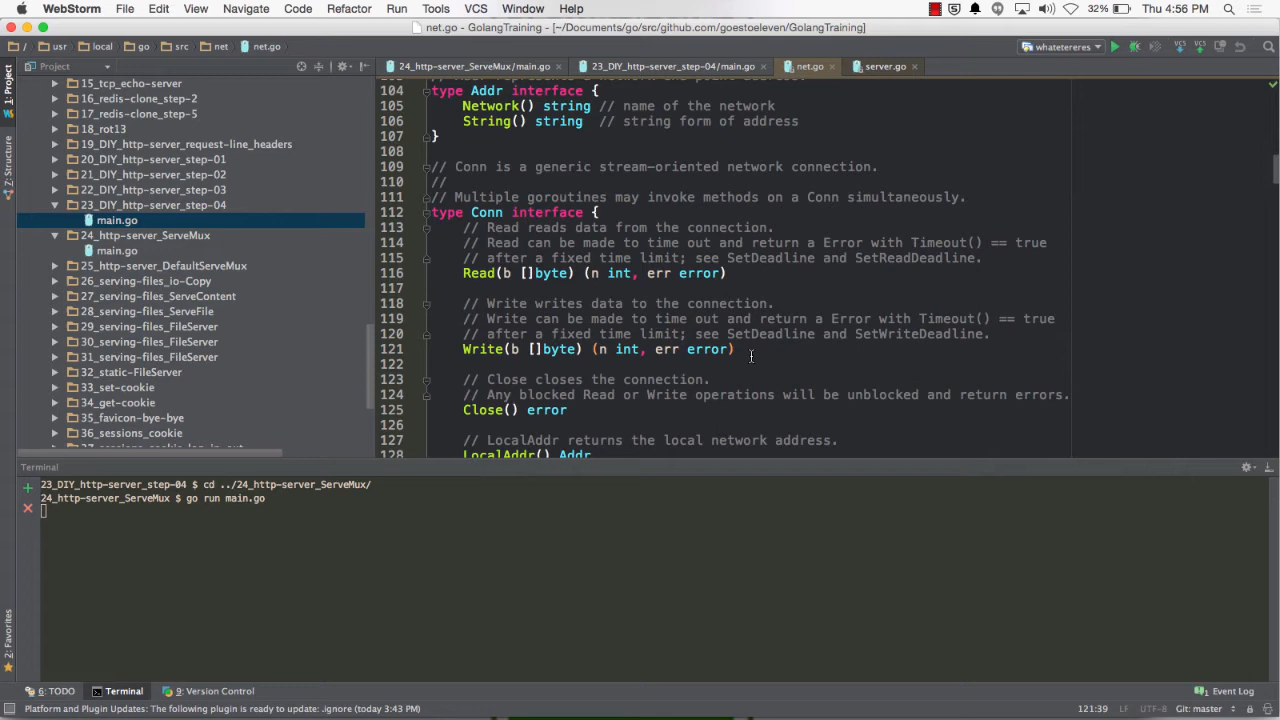 WebStorm File Edit View Navigate Code Refactor Run Tools VCS Window Help 32% Thu 4:56 PM
net.go - GolangTraining - [~/Documents/go/src/github.com/goestoeleven/GolangTraining]
/ usr local go src net net.go whatetereres
Project 24_http-server_ServeMux/main.go 23_DIY_http-server_step-04/main.go net.go server.go
1: Project
Z: Structure
2: Favorites
15_tcp_echo-server
16_redis-clone_step-2
17_redis-clone_step-5
18_rot13
19_DIY_http-server_request-line_headers
20_DIY_http-server_step-01
21_DIY_http-server_step-02
22_DIY_http-server_step-03
23_DIY_http-server_step-04
main.go
24_http-server_ServeMux
main.go
25_http-server_DefaultServeMux
26_serving-files_io-Copy
27_serving-files_ServeContent
28_serving-files_ServeFile
29_serving-files_FileServer
30_serving-files_FileServer
31_serving-files_FileServer
32_static-FileServer
33_set-cookie
34_get-cookie
35_favicon-bye-bye
36_sessions_cookie
104 type Addr interface {
105 Network() string // name of the network
106 String() string // string form of address
107 }
108
109 // Conn is a generic stream-oriented network connection.
110 //
111 // Multiple goroutines may invoke methods on a Conn simultaneously.
112 type Conn interface {
113 // Read reads data from the connection.
114 // Read can be made to time out and return a Error with Timeout() == true
115 // after a fixed time limit; see SetDeadline and SetReadDeadline.
116 Read(b []byte) (n int, err error)
117
118 // Write writes data to the connection.
119 // Write can be made to time out and return a Error with Timeout() == true
120 // after a fixed time limit; see SetDeadline and SetWriteDeadline.
121 Write(b []byte) (n int, err error)
122
123 // Close closes the connection.
124 // Any blocked Read or Write operations will be unblocked and return errors.
125 Close() error
126
127 // LocalAddr returns the local network address.
128 LocalAddr() Addr
Terminal
23_DIY_http-server_step-04 $ cd ../24_http-server_ServeMux/
24_http-server_ServeMux $ go run main.go
6: TODO Terminal 9: Version Control 1 Event Log
Platform and Plugin Updates: The following plugin is ready to update: .ignore (today 3:43 PM) 121:39 LF UTF-8 Git: master